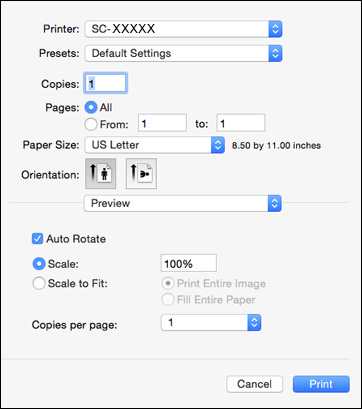 Printer: SC-XXXXX
Presets: Default Settings
Copies: 1
Pages: All
From: 1 to: 1
Paper Size: US Letter 8.50 by 11.00 inches
Orientation:
Preview
Auto Rotate
Scale: 100%
Scale to Fit: Print Entire Image
Fill Entire Paper
Copies per page: 1
Cancel Print